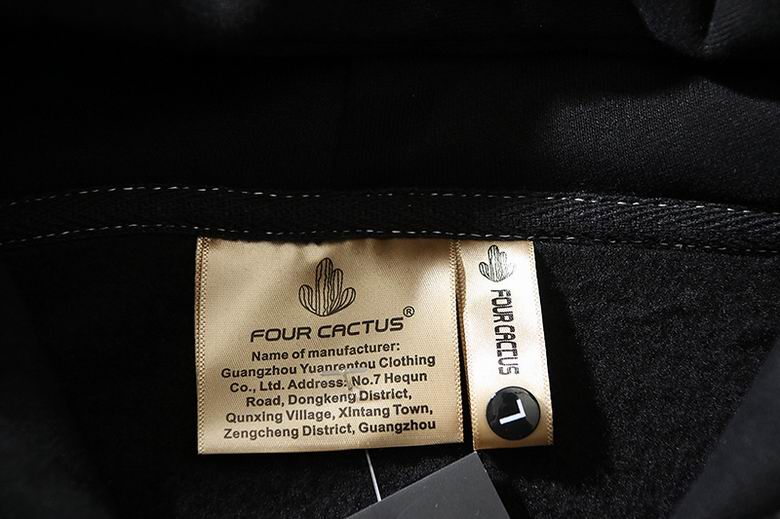 FOUR CACTUS®
Name of manufacturer:
Guangzhou Yuanrontou Clothing
Co., Ltd. Address: No.7 Hequn
Road, Dongkeng District,
Qunxing Village, XIntang Town,
Zengcheng District, Guangzhou
FOUR CACTUS
L